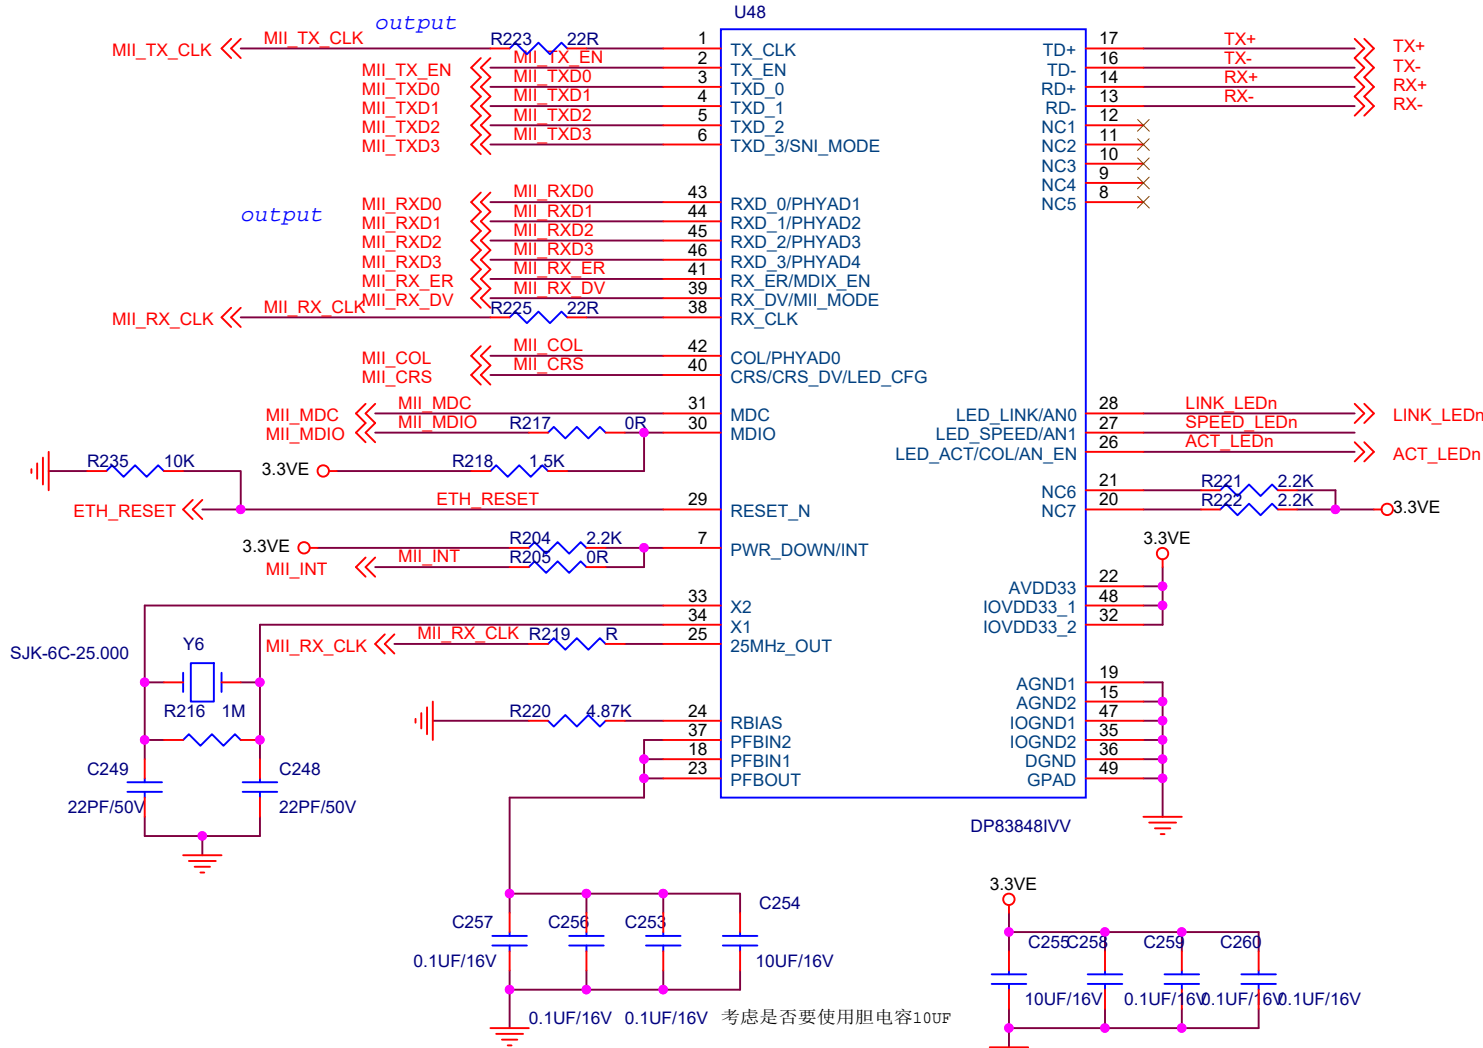 output
U48
MII_TX_CLK MII_TX_CLK R223 22R 1 TX_CLK TD+ 17 TX+ TX+
MII_TX_EN MII_TX_EN 2 TX_EN TD- 16 TX- TX-
MII_TXD0 MII_TXD0 3 TXD_0 RD+ 14 RX+ RX+
MII_TXD1 MII_TXD1 4 TXD_1 RD- 13 RX- RX-
MII_TXD2 MII_TXD2 5 TXD_2 NC1 12
MII_TXD3 MII_TXD3 6 TXD_3/SNI_MODE NC2 11
NC3 10
NC4 9
NC5 8
output
MII_RXD0 MII_RXD0 43 RXD_0/PHYAD1
MII_RXD1 MII_RXD1 44 RXD_1/PHYAD2
MII_RXD2 MII_RXD2 45 RXD_2/PHYAD3
MII_RXD3 MII_RXD3 46 RXD_3/PHYAD4
MII_RX_ER MII_RX_ER 41 RX_ER/MDIX_EN
MII_RX_DV MII_RX_DV 39 RX_DV/MII_MODE
MII_RX_CLK MII_RX_CLK R225 22R 38 RX_CLK
MII_COL MII_COL 42 COL/PHYAD0
MII_CRS MII_CRS 40 CRS/CRS_DV/LED_CFG
MII_MDC MII_MDC 31 MDC LED_LINK/AN0 28 LINK_LEDn LINK_LEDn
MII_MDIO MII_MDIO R217 0R 30 MDIO LED_SPEED/AN1 27 SPEED_LEDn
LED_ACT/COL/AN_EN 26 ACT_LEDn ACT_LEDn
R235 10K 3.3VE R218 1.5K
NC6 21 R221 2.2K
ETH_RESET ETH_RESET 29 RESET_N NC7 20 R222 2.2K 3.3VE
3.3VE R204 2.2K 7 PWR_DOWN/INT 3.3VE
MII_INT MII_INT R205 0R
AVDD33 22
33 X2 IOVDD33_1 48
34 X1 IOVDD33_2 32
MII_RX_CLK MII_RX_CLK R219 R 25 25MHz_OUT
SJK-6C-25.000 Y6
AGND1 19
AGND2 15
R216 1M R220 4.87K 24 RBIAS IOGND1 47
37 PFBIN2 IOGND2 35
18 PFBIN1 DGND 36
C249 C248 23 PFBOUT GPAD 49
22PF/50V 22PF/50V
DP83848IVV
3.3VE
C257 C256 C253 C254
C255 C258 C259 C260
0.1UF/16V 10UF/16V
10UF/16V 0.1UF/16V 0.1UF/16V 0.1UF/16V
0.1UF/16V 0.1UF/16V 考虑是否要使用胆电容10UF